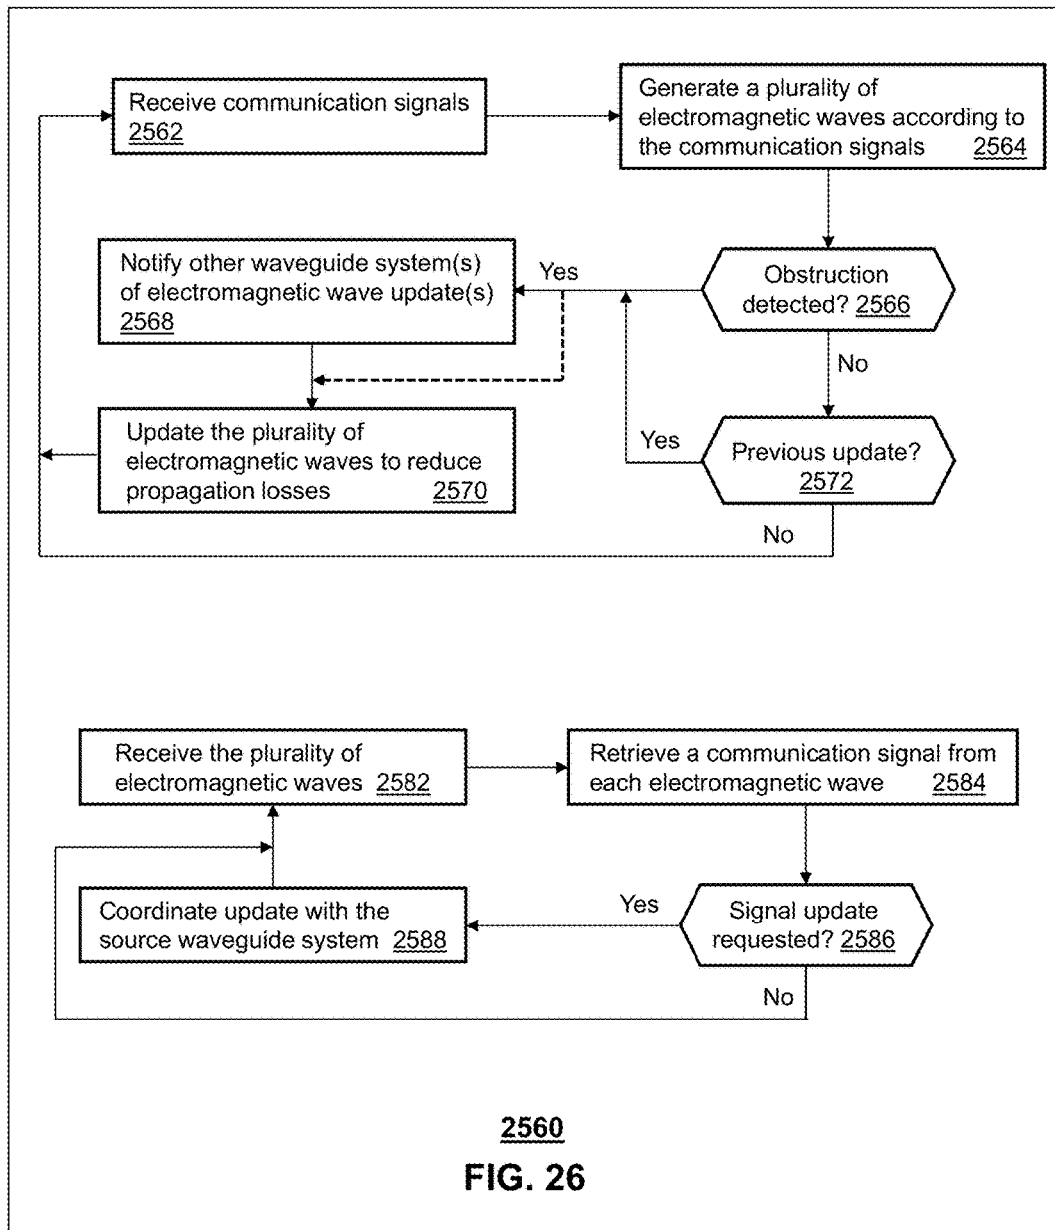 Receive communication signals
2562
Generate a plurality of
electromagnetic waves according to
the communication signals 2564
Notify other waveguide system(s)
of electromagnetic wave update(s)
2568
Yes
Obstruction
detected? 2566
No
Update the plurality of
electromagnetic waves to reduce
propagation losses 2570
Yes
Previous update?
2572
No
Receive the plurality of
electromagnetic waves 2582
Retrieve a communication signal from
each electromagnetic wave 2584
Coordinate update with the
source waveguide system 2588
Yes
Signal update
requested? 2586
No
2560
FIG. 26